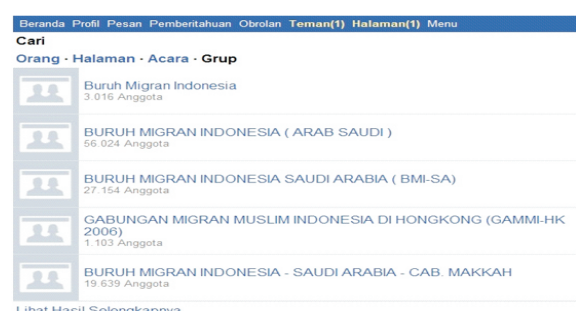 Beranda Profil Pesan Pemberitahuan Obrolan Teman(1) Halaman(1) Menu
Cari
Orang · Halaman · Acara · Grup
Buruh Migran Indonesia
3.016 Anggota
BURUH MIGRAN INDONESIA ( ARAB SAUDI )
56.024 Anggota
BURUH MIGRAN INDONESIA SAUDI ARABIA ( BMI-SA)
27.154 Anggota
GABUNGAN MIGRAN MUSLIM INDONESIA DI HONGKONG (GAMMI-HK
2006)
1.103 Anggota
BURUH MIGRAN INDONESIA - SAUDI ARABIA - CAB. MAKKAH
19.639 Anggota
Lihat Hasil Selengkapnya